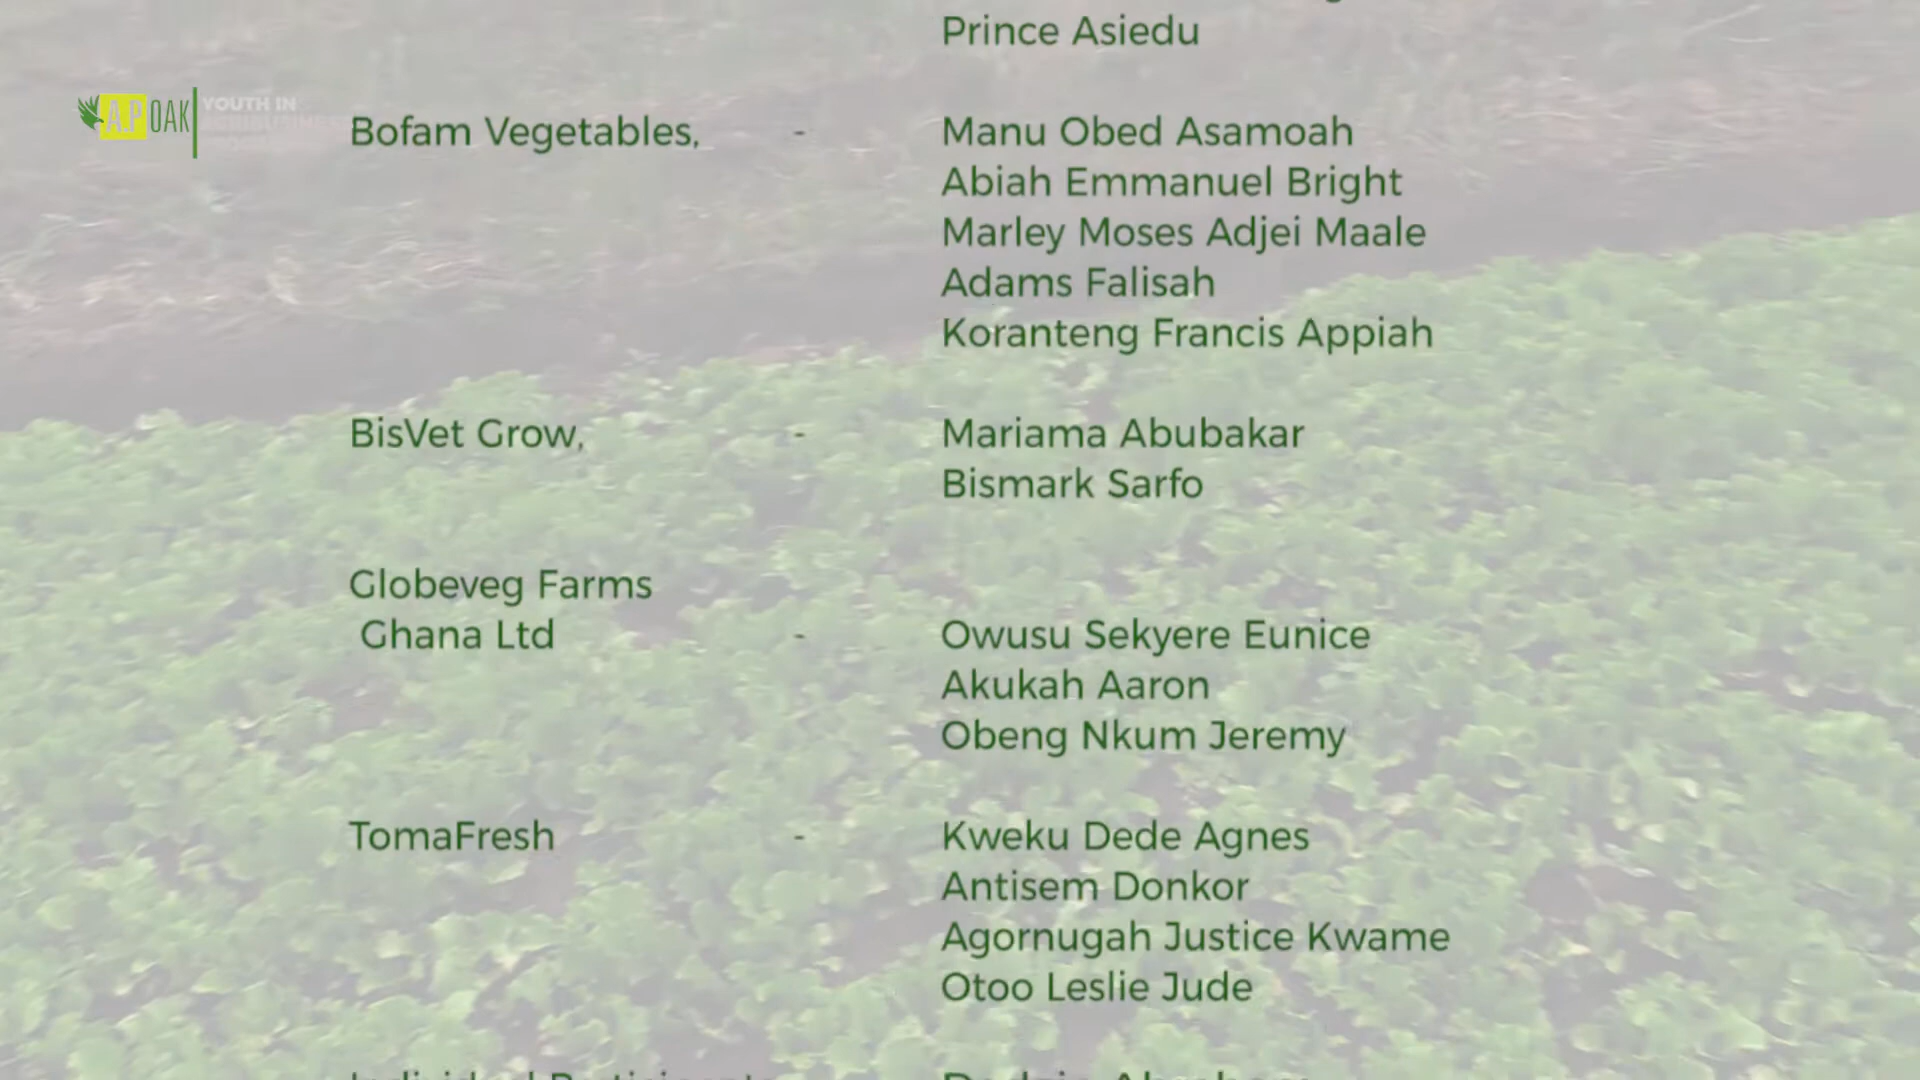 Prince Asiedu
A.P OAK
YOUTH IN
Bofam Vegetables, - Manu Obed Asamoah
Abiah Emmanuel Bright
Marley Moses Adjei Maale
Adams Falisah
Koranteng Francis Appiah
BisVet Grow, - Mariama Abubakar
Bismark Sarfo
Globeveg Farms
Ghana Ltd - Owusu Sekyere Eunice
Akukah Aaron
Obeng Nkum Jeremy
TomaFresh - Kweku Dede Agnes
Antisem Donkor
Agornugah Justice Kwame
Otoo Leslie Jude